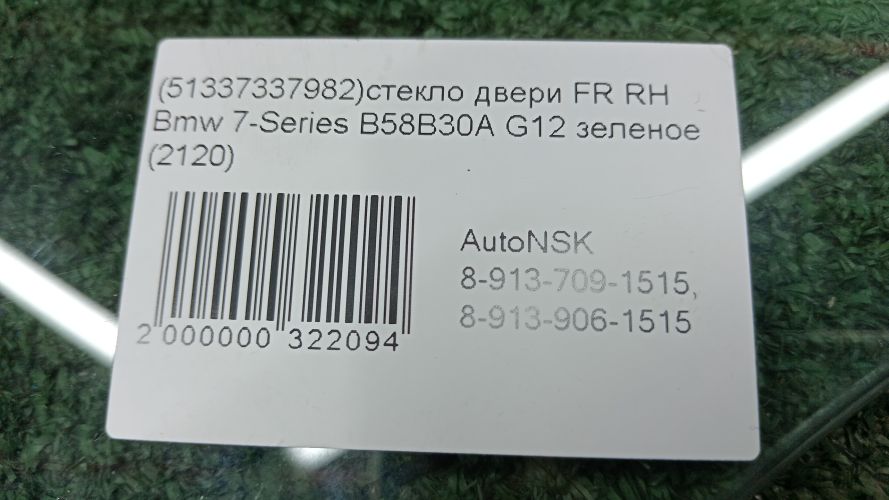 (51337337982)стекло двери FR RH
Bmw 7-Series B58B30A G12 зеленое
(2120)
AutoNSK
8-913-709-1515,
8-913-906-1515
2 000000 322094